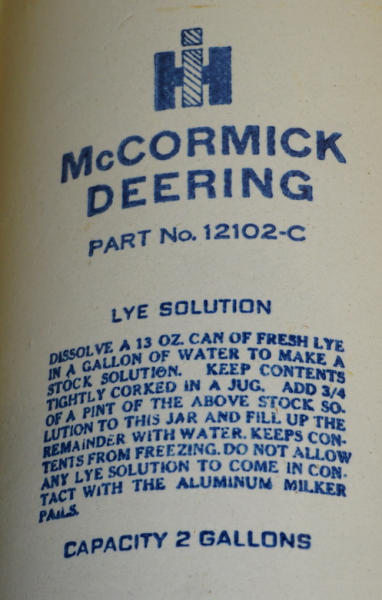 IH
McCORMICK
DEERING
PART No. 12102-C
LYE SOLUTION
DISSOLVE A 13 OZ. CAN OF FRESH LYE
IN A GALLON OF WATER TO MAKE A
STOCK SOLUTION. KEEP CONTENTS
TIGHTLY CORKED IN A JUG. ADD 3/4
OF A PINT OF THE ABOVE STOCK SO-
LUTION TO THIS JAR AND FILL UP THE
REMAINDER WITH WATER. KEEPS CON-
TENTS FROM FREEZING. DO NOT ALLOW
ANY LYE SOLUTION TO COME IN CON-
TACT WITH THE ALUMINUM MILKER
PAILS.
CAPACITY 2 GALLONS